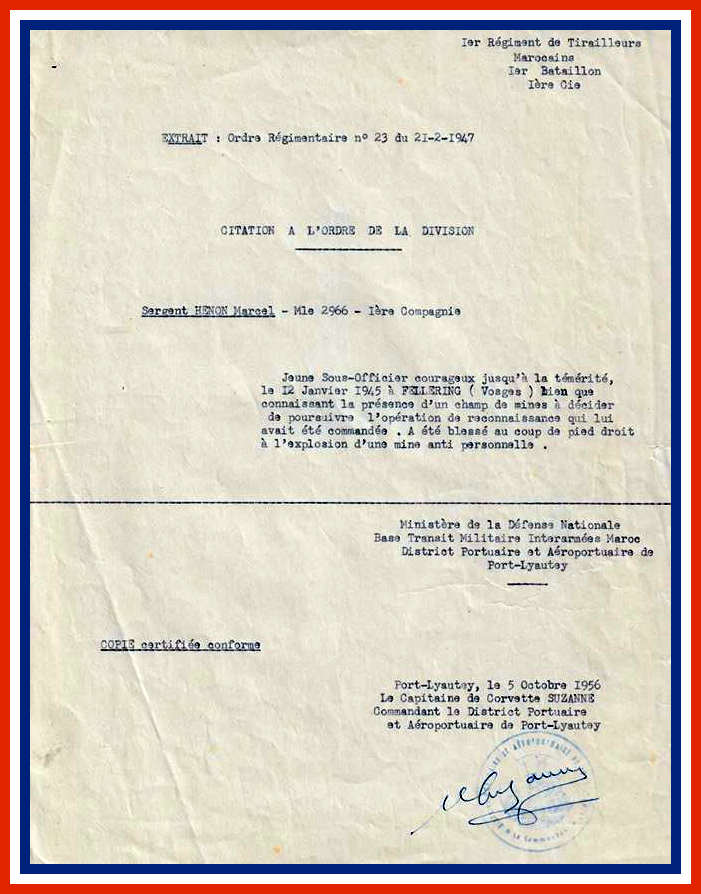 Ier Régiment de Tirailleurs
Marocains
Ier Bataillon
Ière Cie
EXTRAIT : Ordre Régimentaire n° 23 du 2I-2-I947
CITATION A L'ORDRE DE LA DIVISION
Sergent HENON Marcel - Mle 2966 - Ière Compagnie
Jeune Sous-Officier courageux jusqu'à la témérité,
le I2 Janvier I945 à FELLERING ( Vosges ) bien que
connaissant la présence d'un champ de mines à décider
de poursuivre l'opération de reconnaissance qui lui
avait été commandée . A été blessé au coup de pied droit
à l'explosion d'une mine anti personnelle .
Ministère de la Défense Nationale
Base Transit Militaire Interarmées Maroc
District Portuaire et Aéroportuaire de
Port-Lyautey
COPIE certifiée conforme
Port-Lyautey, le 5 Octobre I956
Le Capitaine de Corvette SUZANNE
Commandant le District Portuaire
et Aéroportuaire de Port-Lyautey